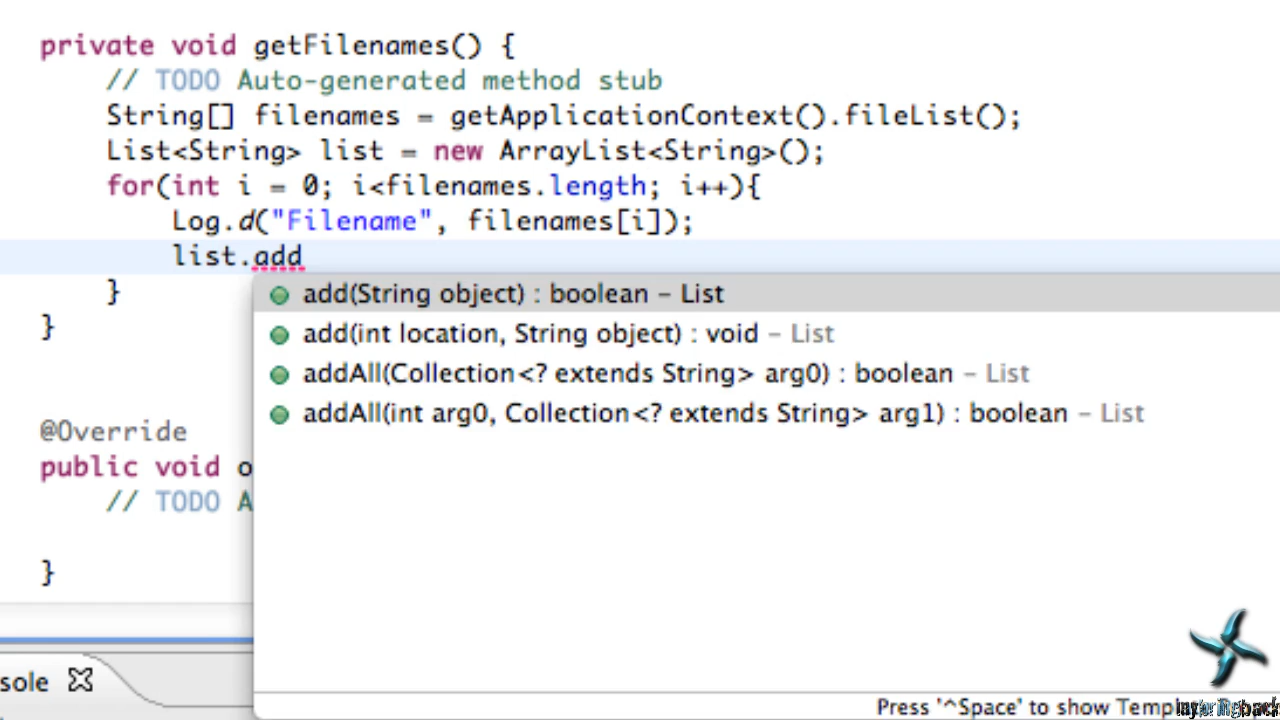 private void getFilenames() {
// TODO Auto-generated method stub
String[] filenames = getApplicationContext().fileList();
List<String> list = new ArrayList<String>();
for(int i = 0; i<filenames.length; i++){
Log.d("Filename", filenames[i]);
list.add
}
add(String object) : boolean – List
}
add(int location, String object) : void – List
addAll(Collection<? extends String> arg0) : boolean – List
addAll(int arg0, Collection<? extends String> arg1) : boolean – List
@Override
public void o
// TODO A
}
sole
Press '^Space' to show